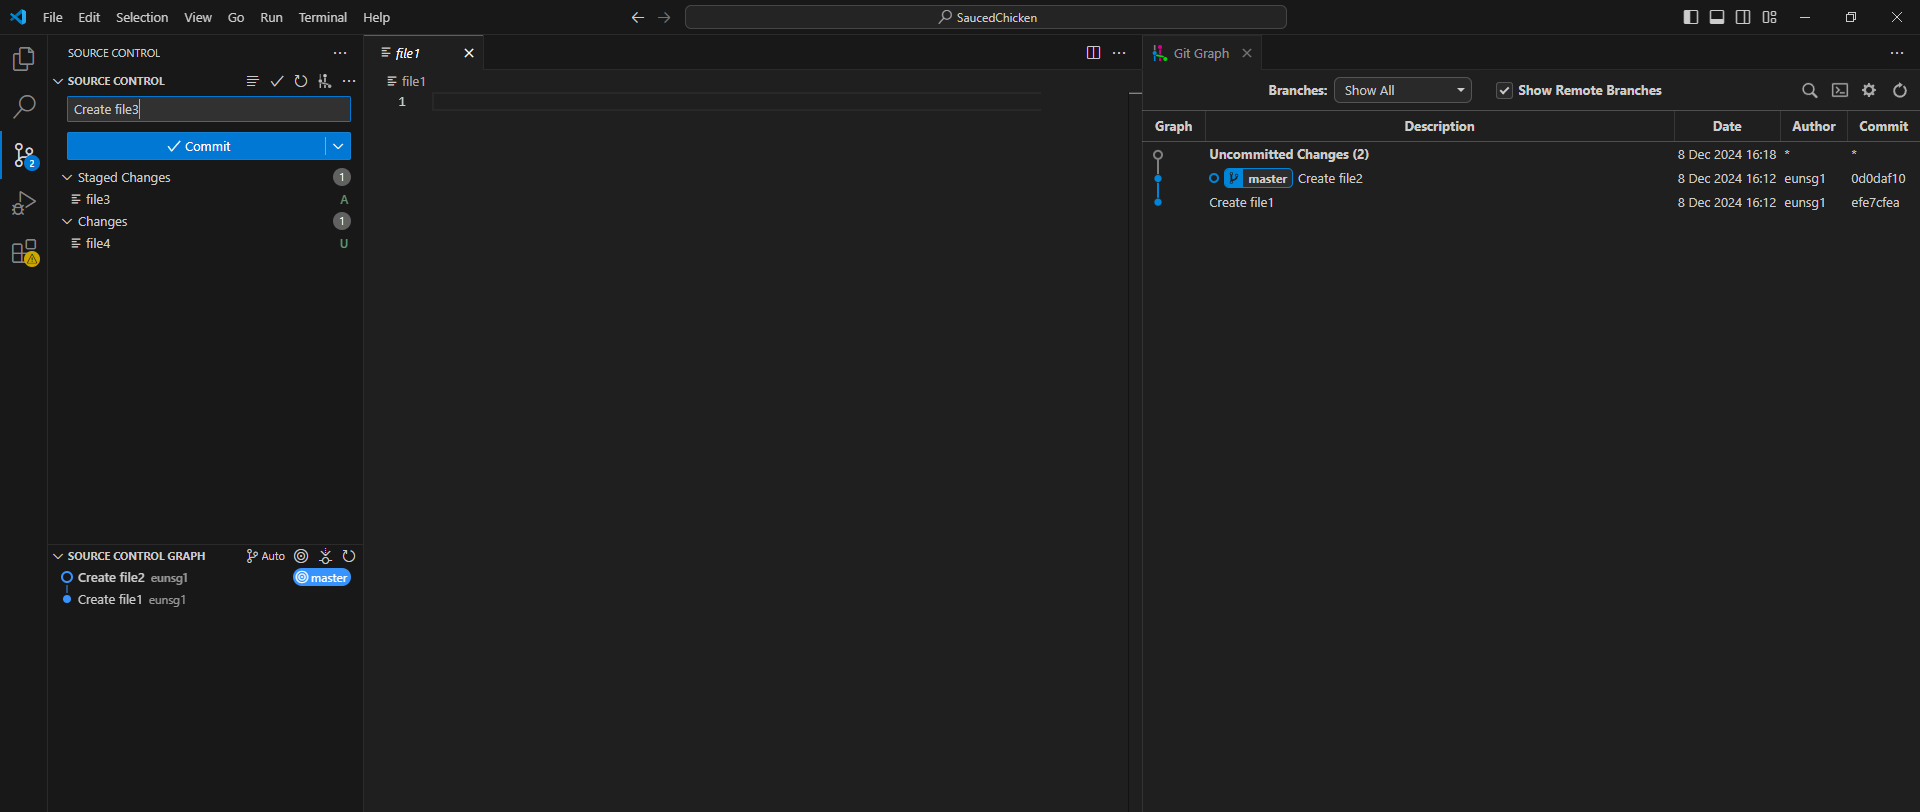 File Edit Selection View Go Run Terminal Help
SaucedChicken
SOURCE CONTROL
SOURCE CONTROL
Create file3
Commit
Staged Changes 1
file3 A
Changes 1
file4 U
2
SOURCE CONTROL GRAPH Auto
Create file2 eunsg1 master
Create file1 eunsg1
file1
file1
1
Git Graph
Branches: Show All Show Remote Branches
Graph Description Date Author Commit
Uncommitted Changes (2) 8 Dec 2024 16:18 * *
master Create file2 8 Dec 2024 16:12 eunsg1 0d0daf10
Create file1 8 Dec 2024 16:12 eunsg1 efe7cfea